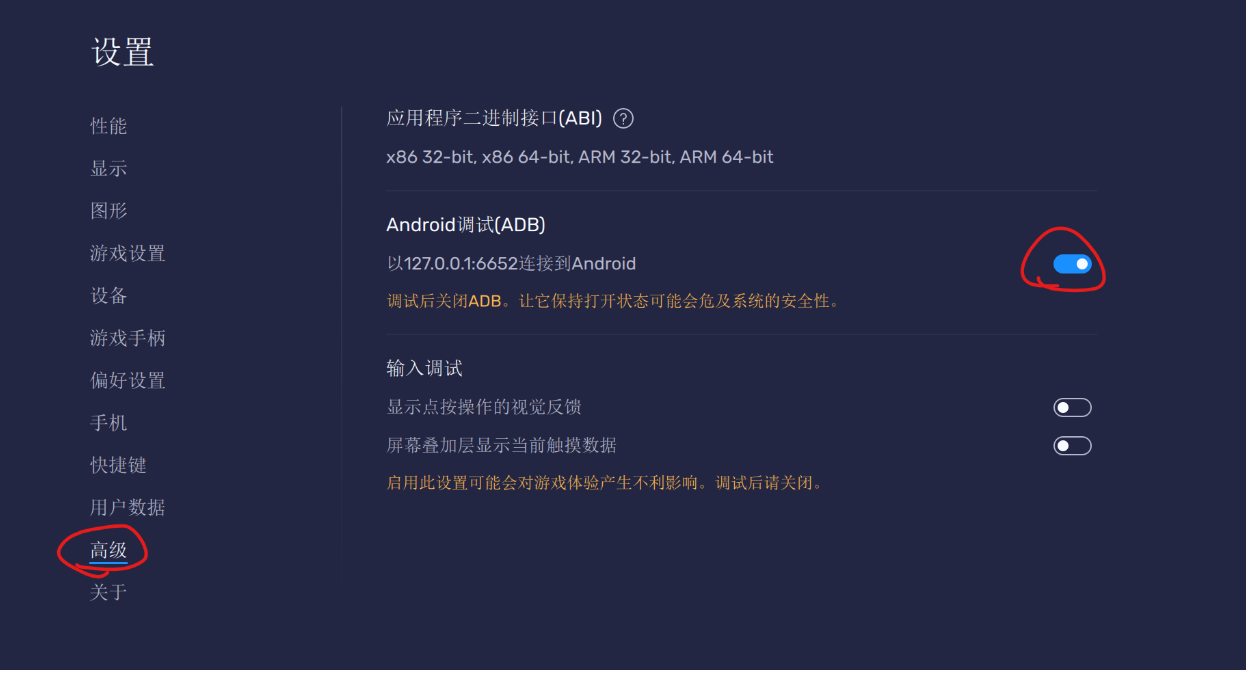 设置
性能
显示
图形
游戏设置
设备
游戏手柄
偏好设置
手机
快捷键
用户数据
高级
关于
应用程序二进制接口(ABI) ?
x86 32-bit, x86 64-bit, ARM 32-bit, ARM 64-bit
Android调试(ADB)
以127.0.0.1:6652连接到Android
调试后关闭ADB。让它保持打开状态可能会危及系统的安全性。
输入调试
显示点按操作的视觉反馈
屏幕叠加层显示当前触摸数据
启用此设置可能会对游戏体验产生不利影响。调试后请关闭。